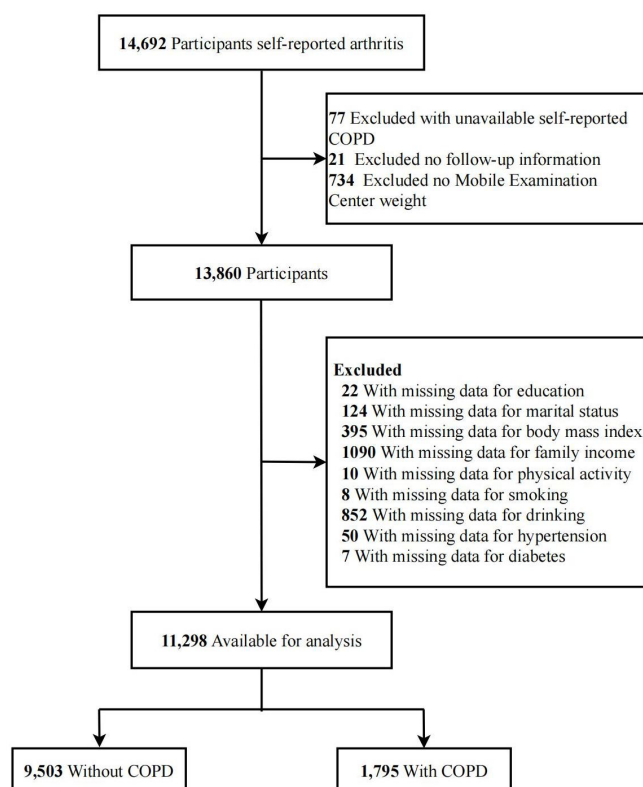 14,692 Participants self-reported arthritis
77 Excluded with unavailable self-reported
COPD
21 Excluded no follow-up information
734 Excluded no Mobile Examination
Center weight
13,860 Participants
Excluded
22 With missing data for education
124 With missing data for marital status
395 With missing data for body mass index
1090 With missing data for family income
10 With missing data for physical activity
8 With missing data for smoking
852 With missing data for drinking
50 With missing data for hypertension
7 With missing data for diabetes
11,298 Available for analysis
9,503 Without COPD
1,795 With COPD